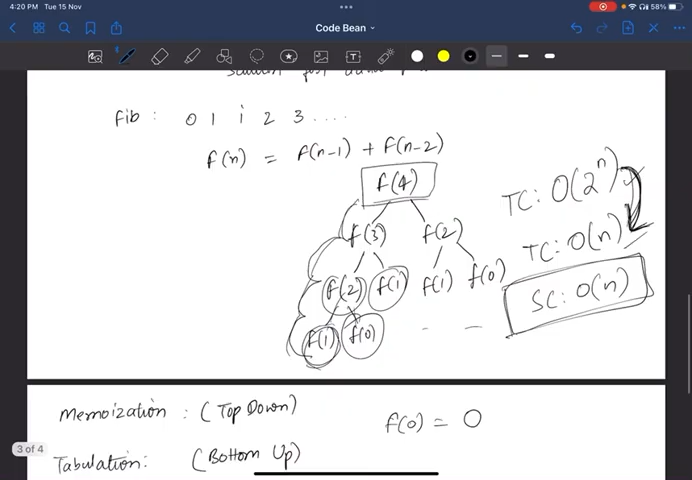 4:20 PM Tue 15 Nov
58%
Code Bean
Fib : 0 1 1 2 3 ....
f(n) = f(n-1) + f(n-2)
f(4)
f(3) f(2)
f(2) f(1) f(1) f(0)
f(1) f(0)
TC: O(2^n)
TC: O(n)
SC: O(n)
Memoization : (Top Down)
f(0) = 0
3 of 4
Tabulation: (Bottom Up)